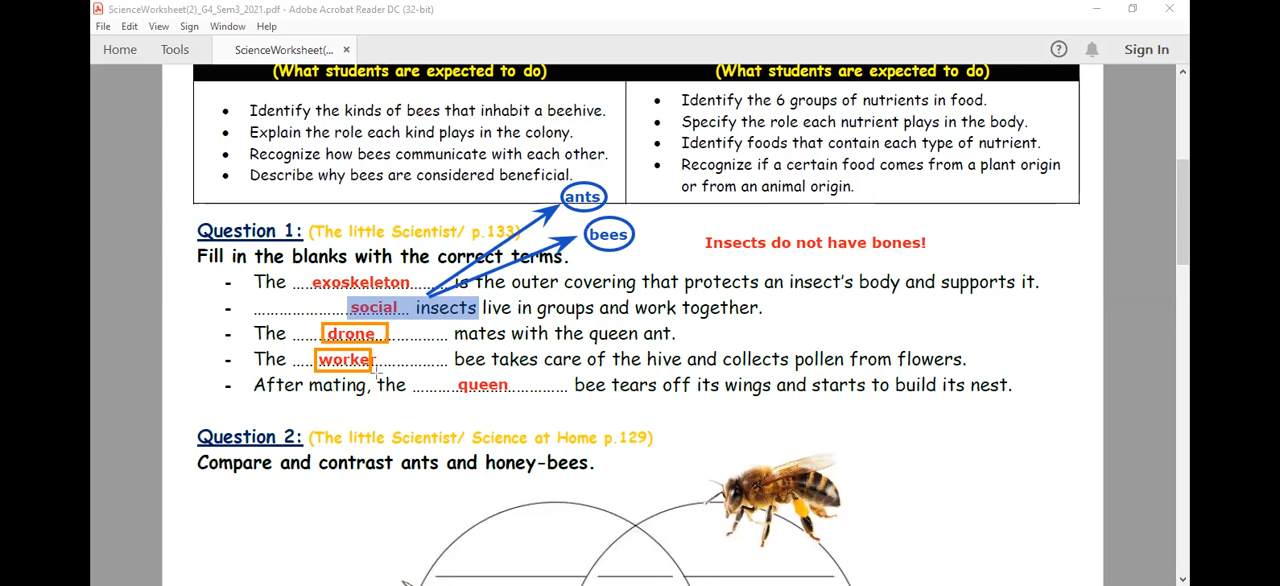 ScienceWorksheet(2)_G4_Sem3_2021.pdf - Adobe Acrobat Reader DC (32-bit)
File Edit View Sign Window Help
Home Tools ScienceWorksheet(... × ? Sign In
(What students are expected to do)
• Identify the kinds of bees that inhabit a beehive.
• Explain the role each kind plays in the colony.
• Recognize how bees communicate with each other.
• Describe why bees are considered beneficial.
(What students are expected to do)
• Identify the 6 groups of nutrients in food.
• Specify the role each nutrient plays in the body.
• Identify foods that contain each type of nutrient.
• Recognize if a certain food comes from a plant origin
or from an animal origin.
ants
bees
Question 1: (The little Scientist/ p.133)
Insects do not have bones!
Fill in the blanks with the correct terms.
- The ....exoskeleton........ is the outer covering that protects an insect's body and supports it.
- ......................social... insects live in groups and work together.
- The ......drone............... mates with the queen ant.
- The .....worker............... bee takes care of the hive and collects pollen from flowers.
- After mating, the ..........queen............... bee tears off its wings and starts to build its nest.
Question 2: (The little Scientist/ Science at Home p.129)
Compare and contrast ants and honey-bees.